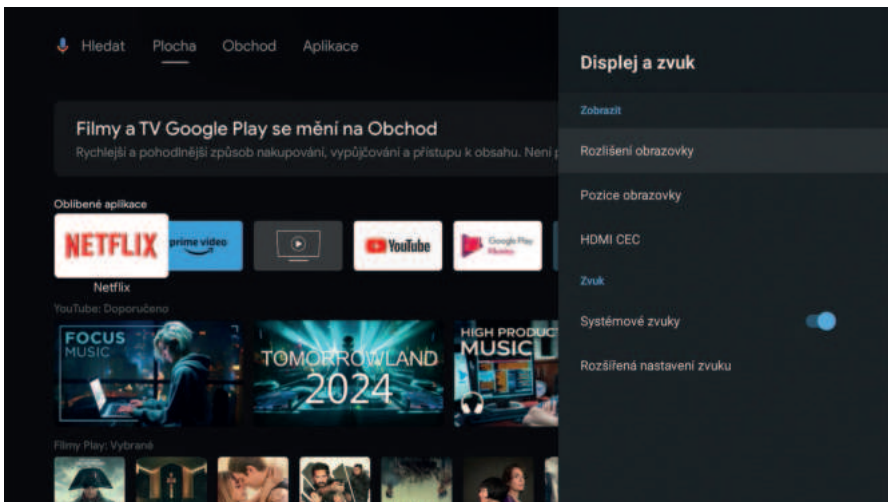 Hledat Plocha Obchod Aplikace
Filmy a TV Google Play se mění na Obchod
Rychlejší a pohodlnější způsob nakupování, vypůjčování a přístupu k obsahu. Není
Oblíbené aplikace
NETFLIX
prime video
YouTube
Google Play
Netflix
YouTube: Doporučeno
FOCUS
MUSIC
TOMORROWLAND
2024
HIGH PRODUC
MUSIC
Filmy Play: Vybrané
Displej a zvuk
Zobrazit
Rozlišení obrazovky
Pozice obrazovky
HDMI CEC
Zvuk
Systémové zvuky
Rozšířená nastavení zvuku